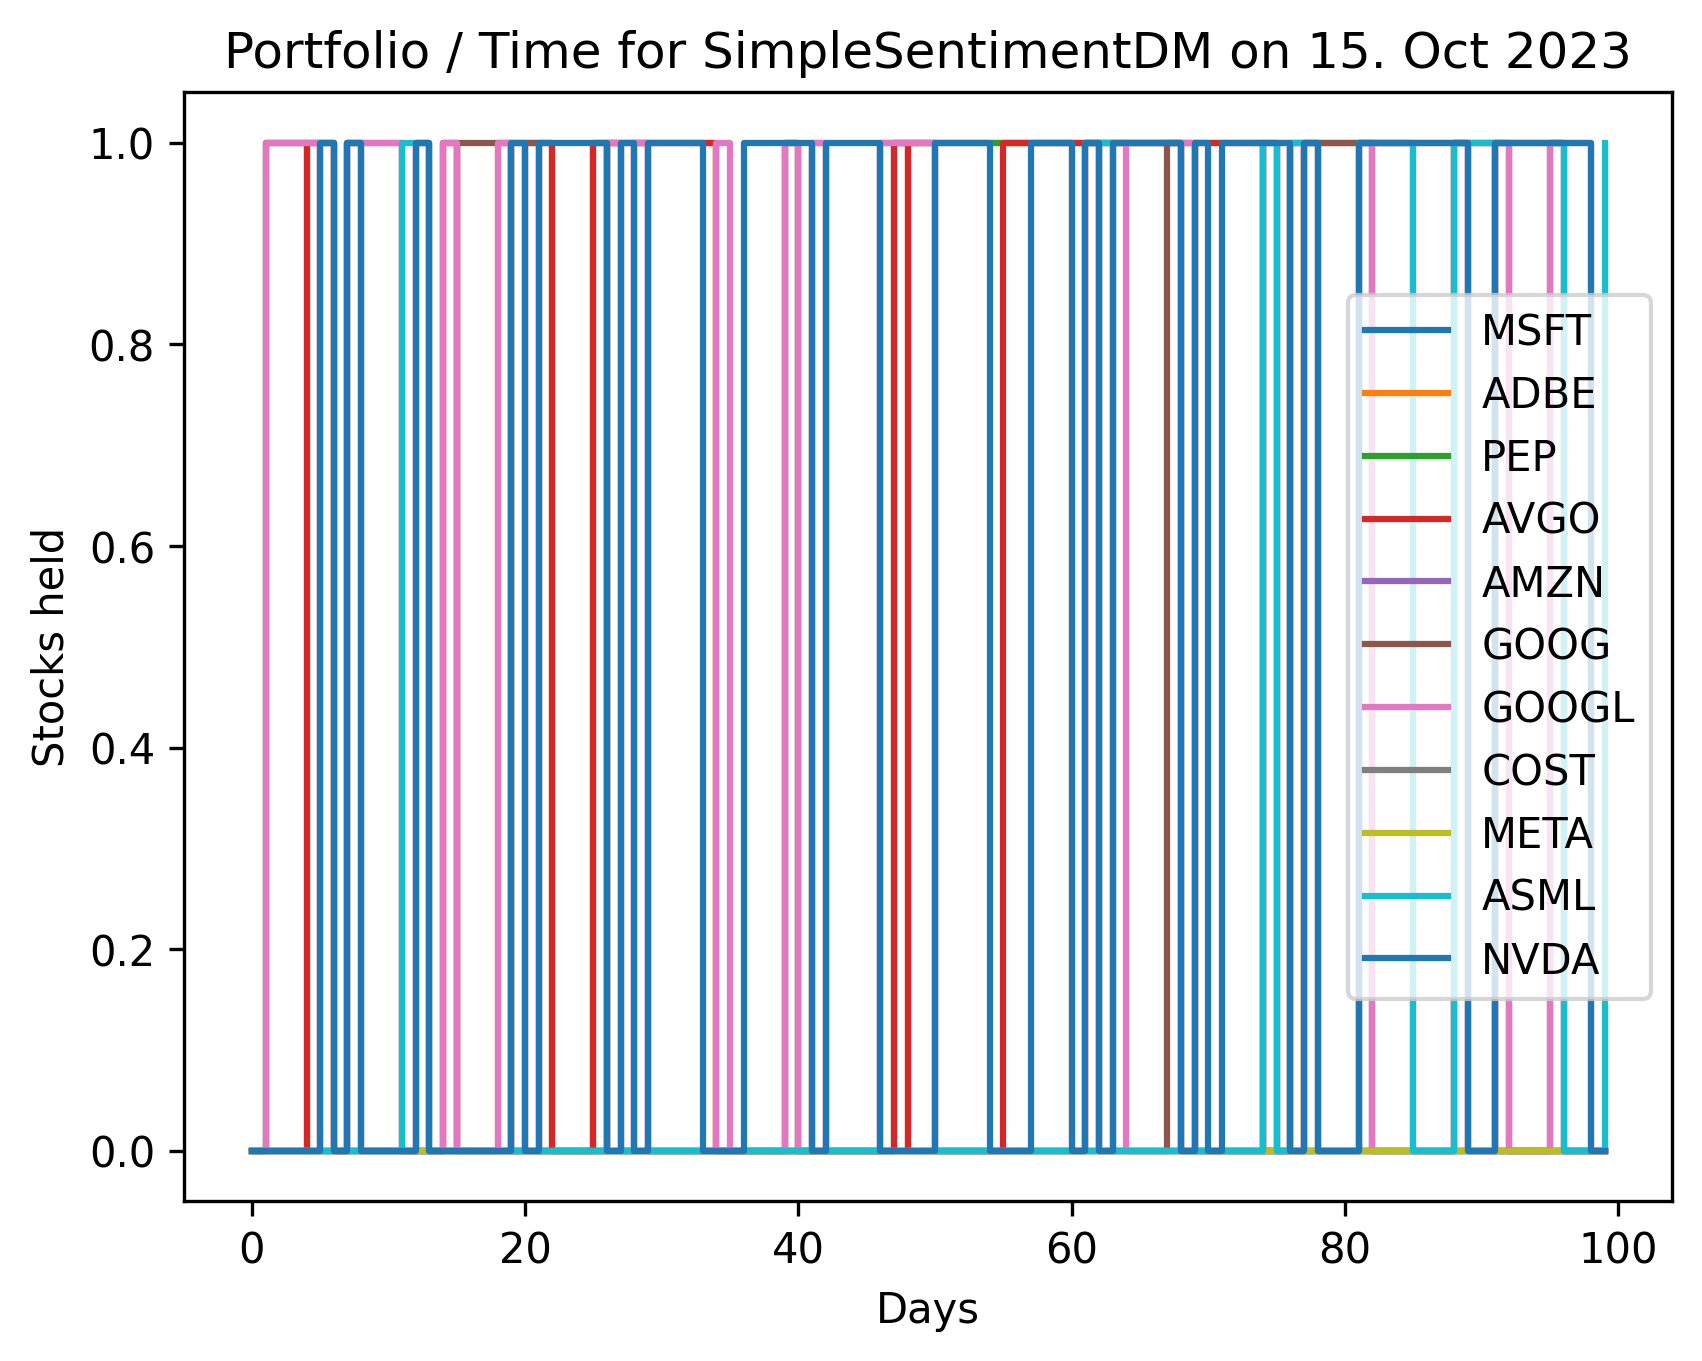 Portfolio / Time for SimpleSentimentDM on 15. Oct 2023
1.0
0.8
0.6
0.4
0.2
0.0
Stocks held
MSFT
ADBE
PEP
AVGO
AMZN
GOOG
GOOGL
COST
META
ASML
NVDA
0 20 40 60 80 100
Days